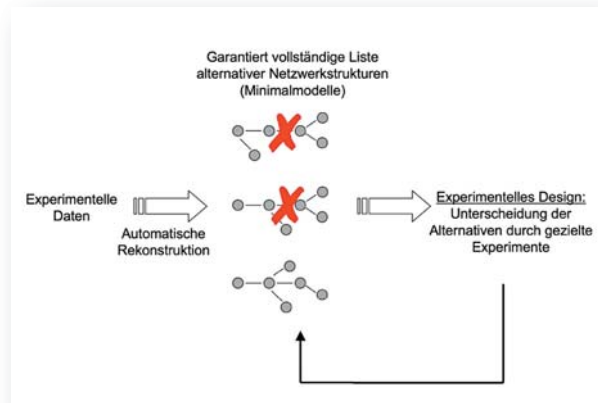 Garantiert vollständige Liste
alternativer Netzwerkstrukturen
(Minimalmodelle)
Experimentelle
Daten
Automatische
Rekonstruktion
Experimentelles Design:
Unterscheidung der
Alternativen durch gezielte
Experimente